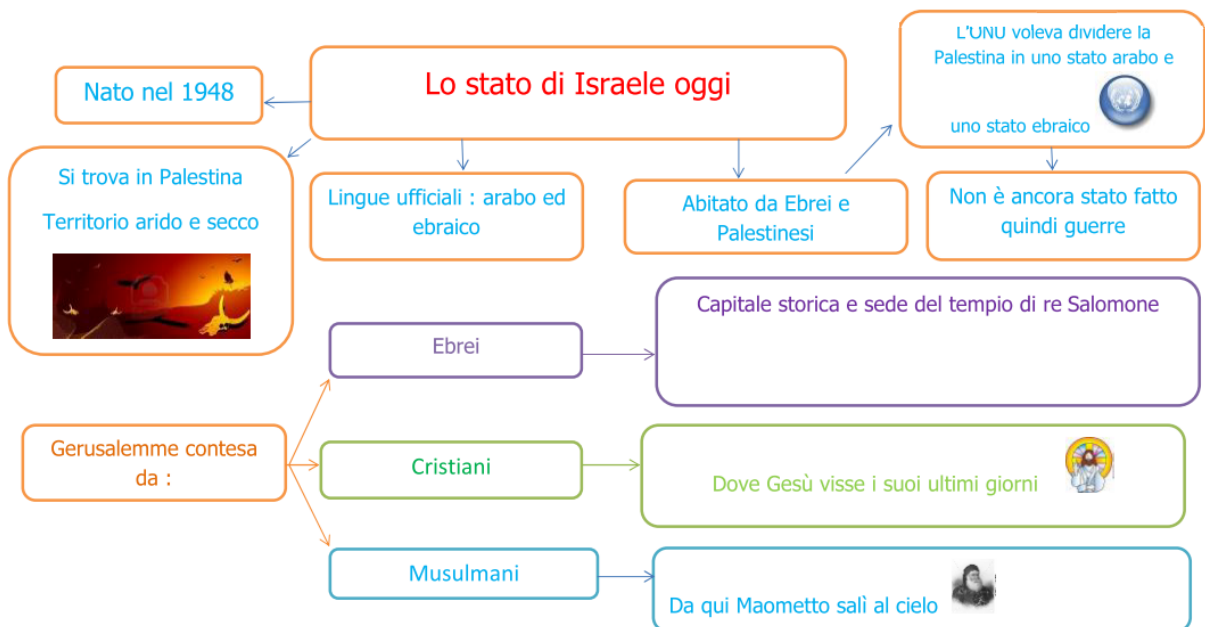 Lo stato di Israele oggi
Nato nel 1948
Si trova in Palestina
Territorio arido e secco
Lingue ufficiali : arabo ed
ebraico
Abitato da Ebrei e
Palestinesi
L'UNU voleva dividere la
Palestina in uno stato arabo e
uno stato ebraico
Non è ancora stato fatto
quindi guerre
Gerusalemme contesa
da :
Ebrei
Capitale storica e sede del tempio di re Salomone
Cristiani
Dove Gesù visse i suoi ultimi giorni
Musulmani
Da qui Maometto salì al cielo